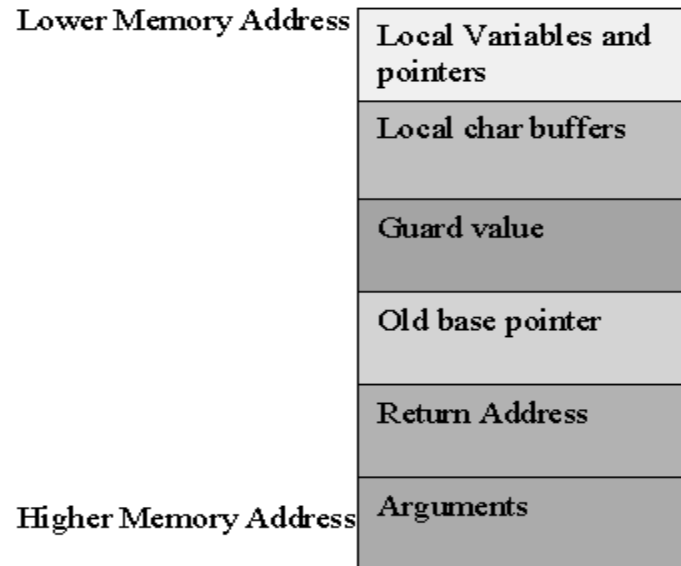 Lower Memory Address
Local Variables and
pointers
Local char buffers
Guard value
Old base pointer
Return Address
Higher Memory Address
Arguments